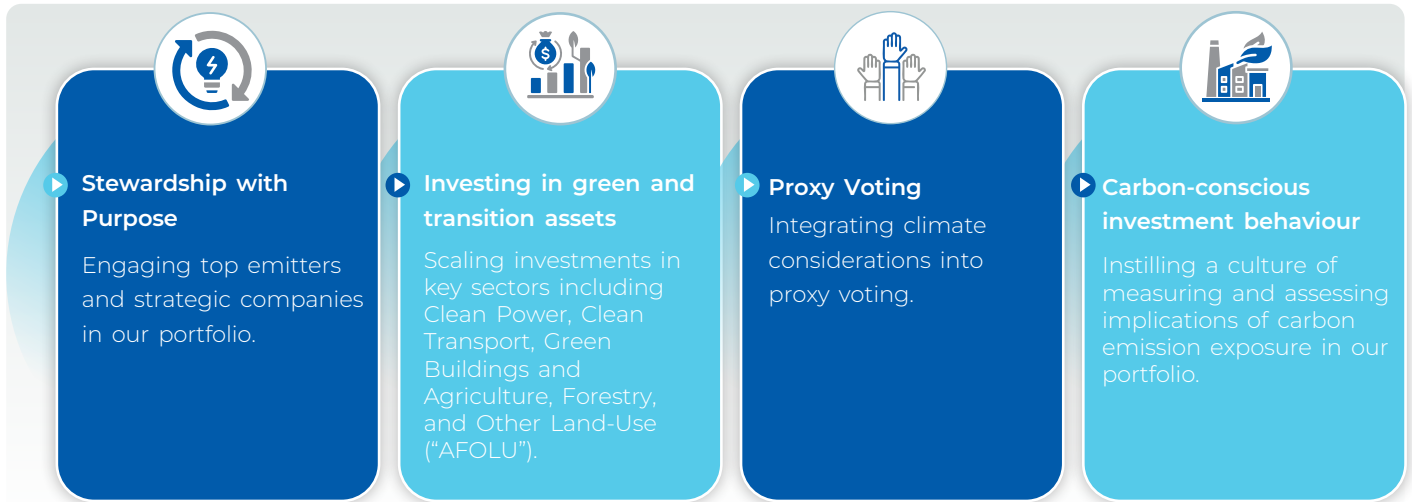 Stewardship with
Purpose
Engaging top emitters
and strategic companies
in our portfolio.
Investing in green and
transition assets
Scaling investments in
key sectors including
Clean Power, Clean
Transport, Green
Buildings and
Agriculture, Forestry,
and Other Land-Use
(“AFOLU”).
Proxy Voting
Integrating climate
considerations into
proxy voting.
Carbon-conscious
investment behaviour
Instilling a culture of
measuring and assessing
implications of carbon
emission exposure in our
portfolio.